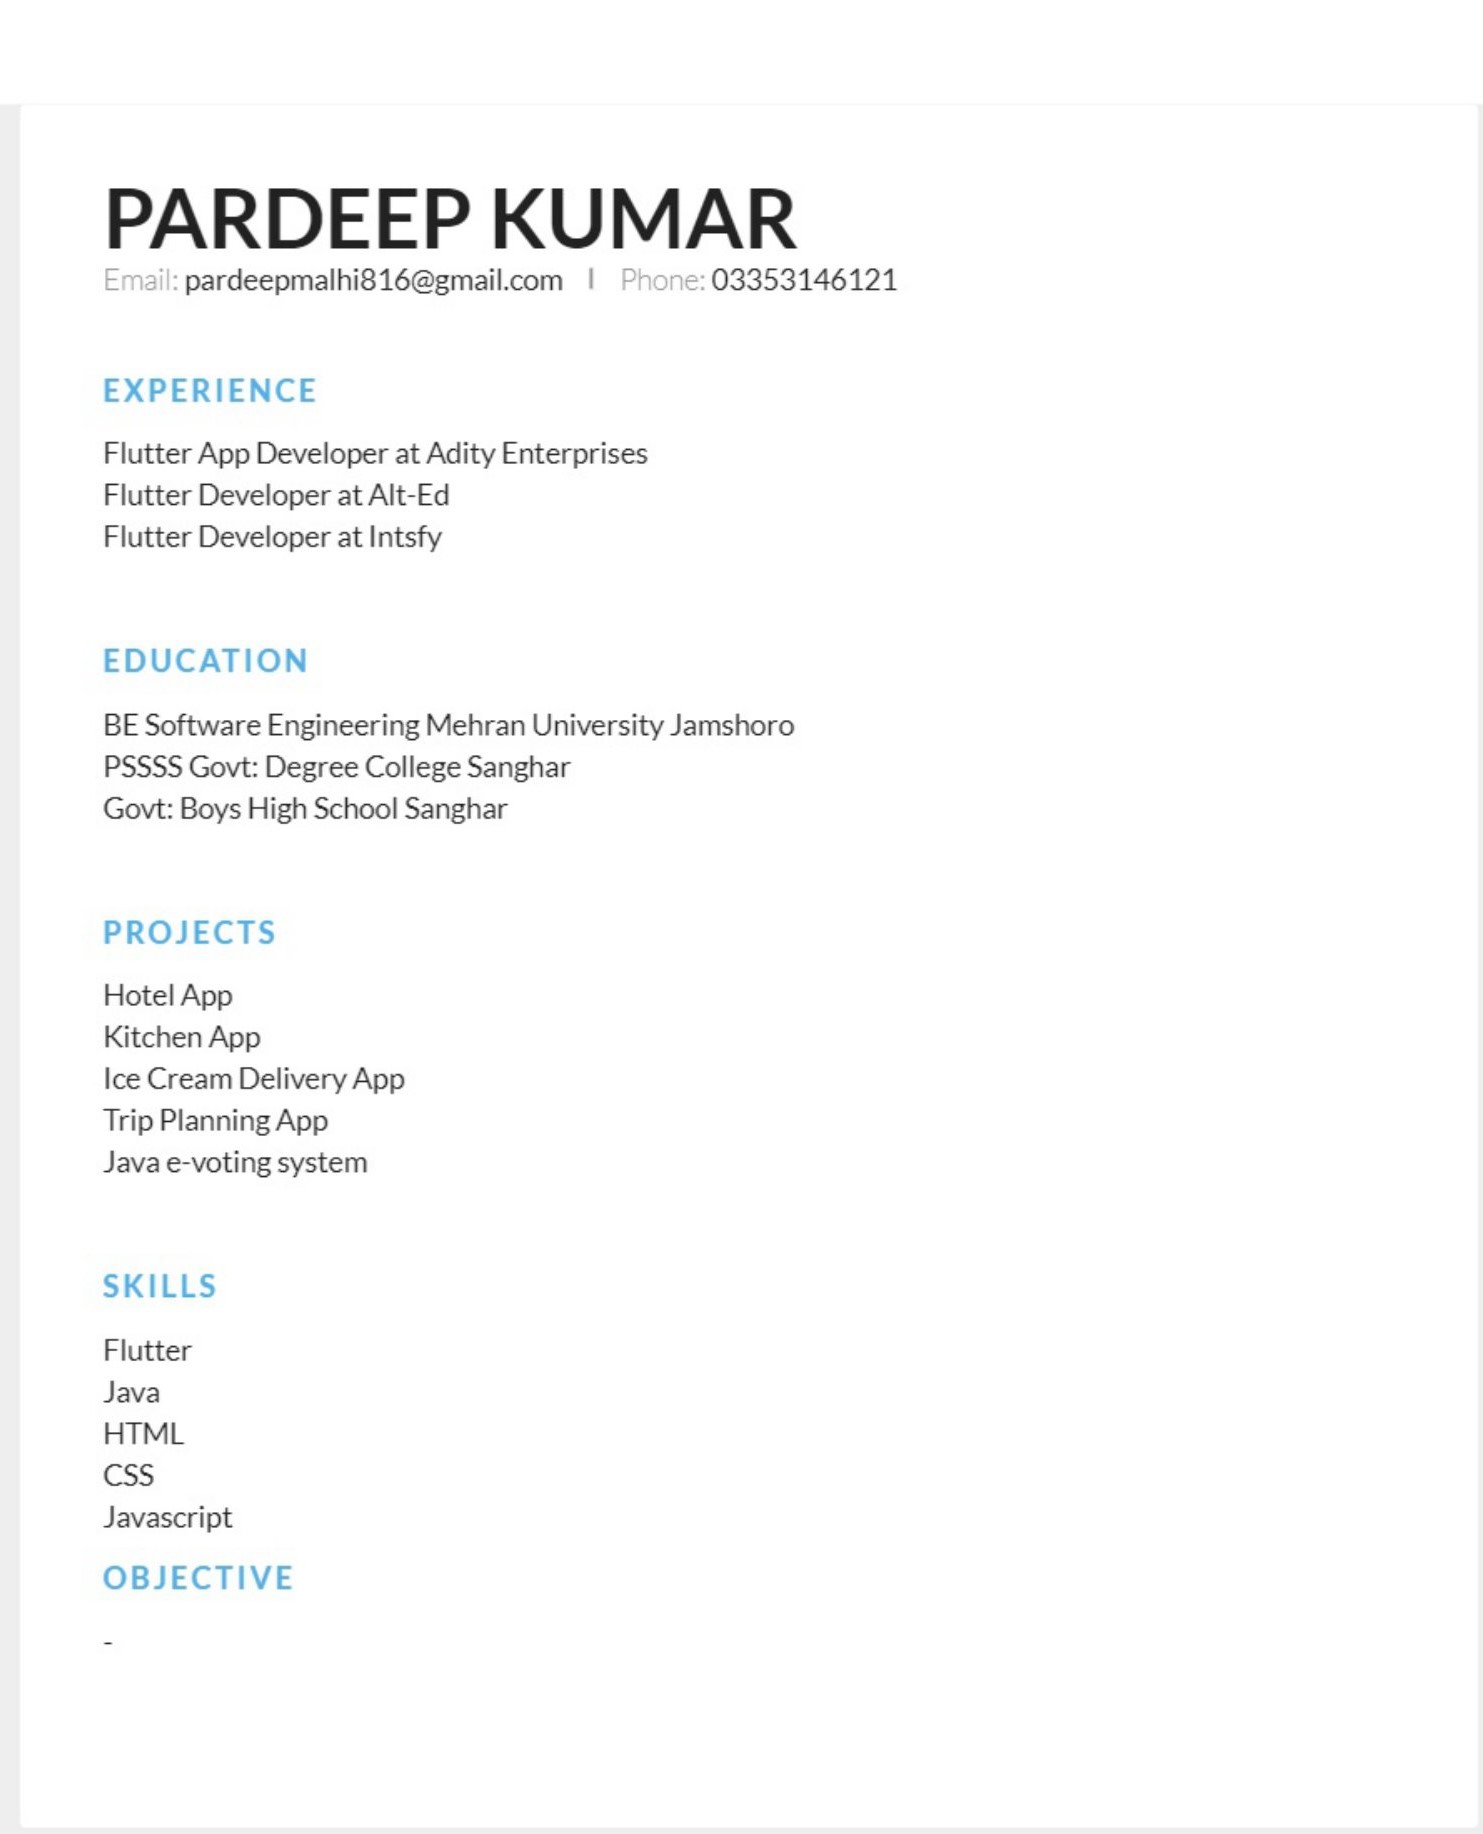 PARDEEP KUMAR
Email: pardeepmalhi816@gmail.com | Phone: 03353146121
EXPERIENCE
Flutter App Developer at Adity Enterprises
Flutter Developer at Alt-Ed
Flutter Developer at Intsfy
EDUCATION
BE Software Engineering Mehran University Jamshoro
PSSSS Govt: Degree College Sanghar
Govt: Boys High School Sanghar
PROJECTS
Hotel App
Kitchen App
Ice Cream Delivery App
Trip Planning App
Java e-voting system
SKILLS
Flutter
Java
HTML
CSS
Javascript
OBJECTIVE
-